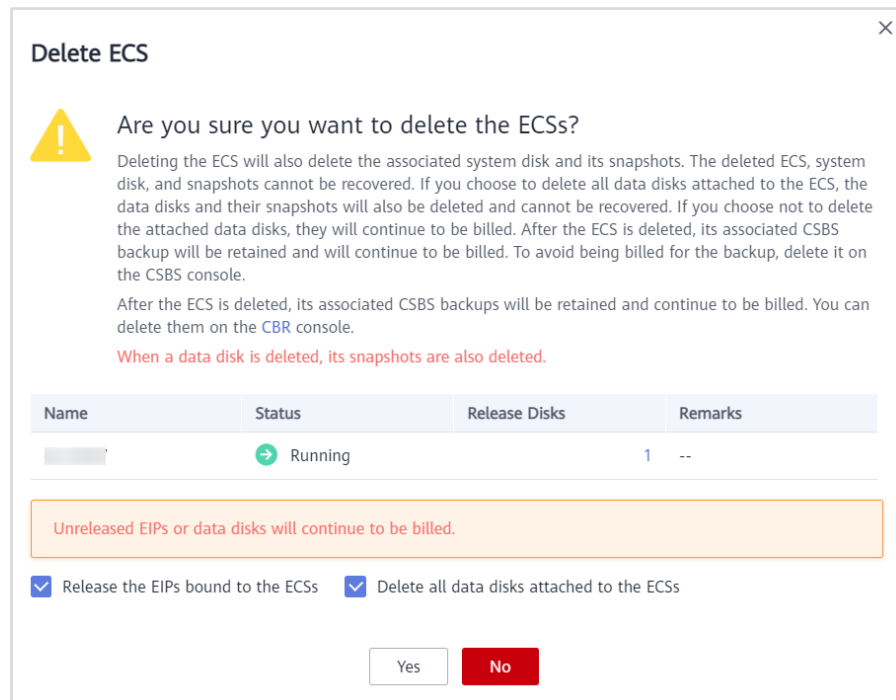 Delete ECS
Are you sure you want to delete the ECSs?
Deleting the ECS will also delete the associated system disk and its snapshots. The deleted ECS, system
disk, and snapshots cannot be recovered. If you choose to delete all data disks attached to the ECS, the
data disks and their snapshots will also be deleted and cannot be recovered. If you choose not to delete
the attached data disks, they will continue to be billed. After the ECS is deleted, its associated CSBS
backup will be retained and will continue to be billed. To avoid being billed for the backup, delete it on
the CSBS console.
After the ECS is deleted, its associated CSBS backups will be retained and continue to be billed. You can
delete them on the CBR console.
When a data disk is deleted, its snapshots are also deleted.
Name Status Release Disks Remarks
Running 1 --
Unreleased EIPs or data disks will continue to be billed.
Release the EIPs bound to the ECSs Delete all data disks attached to the ECSs
Yes No